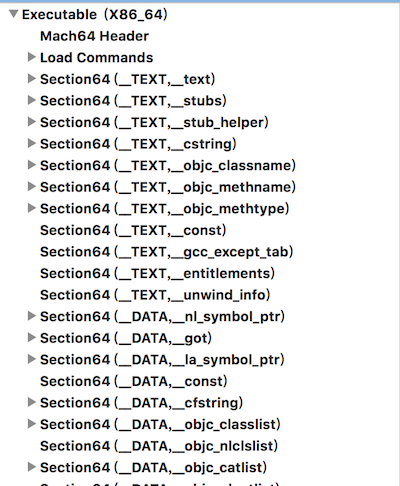 Executable (X86_64)
Mach64 Header
Load Commands
Section64 (__TEXT,__text)
Section64 (__TEXT,__stubs)
Section64 (__TEXT,__stub_helper)
Section64 (__TEXT,__cstring)
Section64 (__TEXT,__objc_classname)
Section64 (__TEXT,__objc_methname)
Section64 (__TEXT,__objc_methtype)
Section64 (__TEXT,__const)
Section64 (__TEXT,__gcc_except_tab)
Section64 (__TEXT,__entitlements)
Section64 (__TEXT,__unwind_info)
Section64 (__DATA,__nl_symbol_ptr)
Section64 (__DATA,__got)
Section64 (__DATA,__la_symbol_ptr)
Section64 (__DATA,__const)
Section64 (__DATA,__cfstring)
Section64 (__DATA,__objc_classlist)
Section64 (__DATA,__objc_nlclslist)
Section64 (__DATA,__objc_catlist)